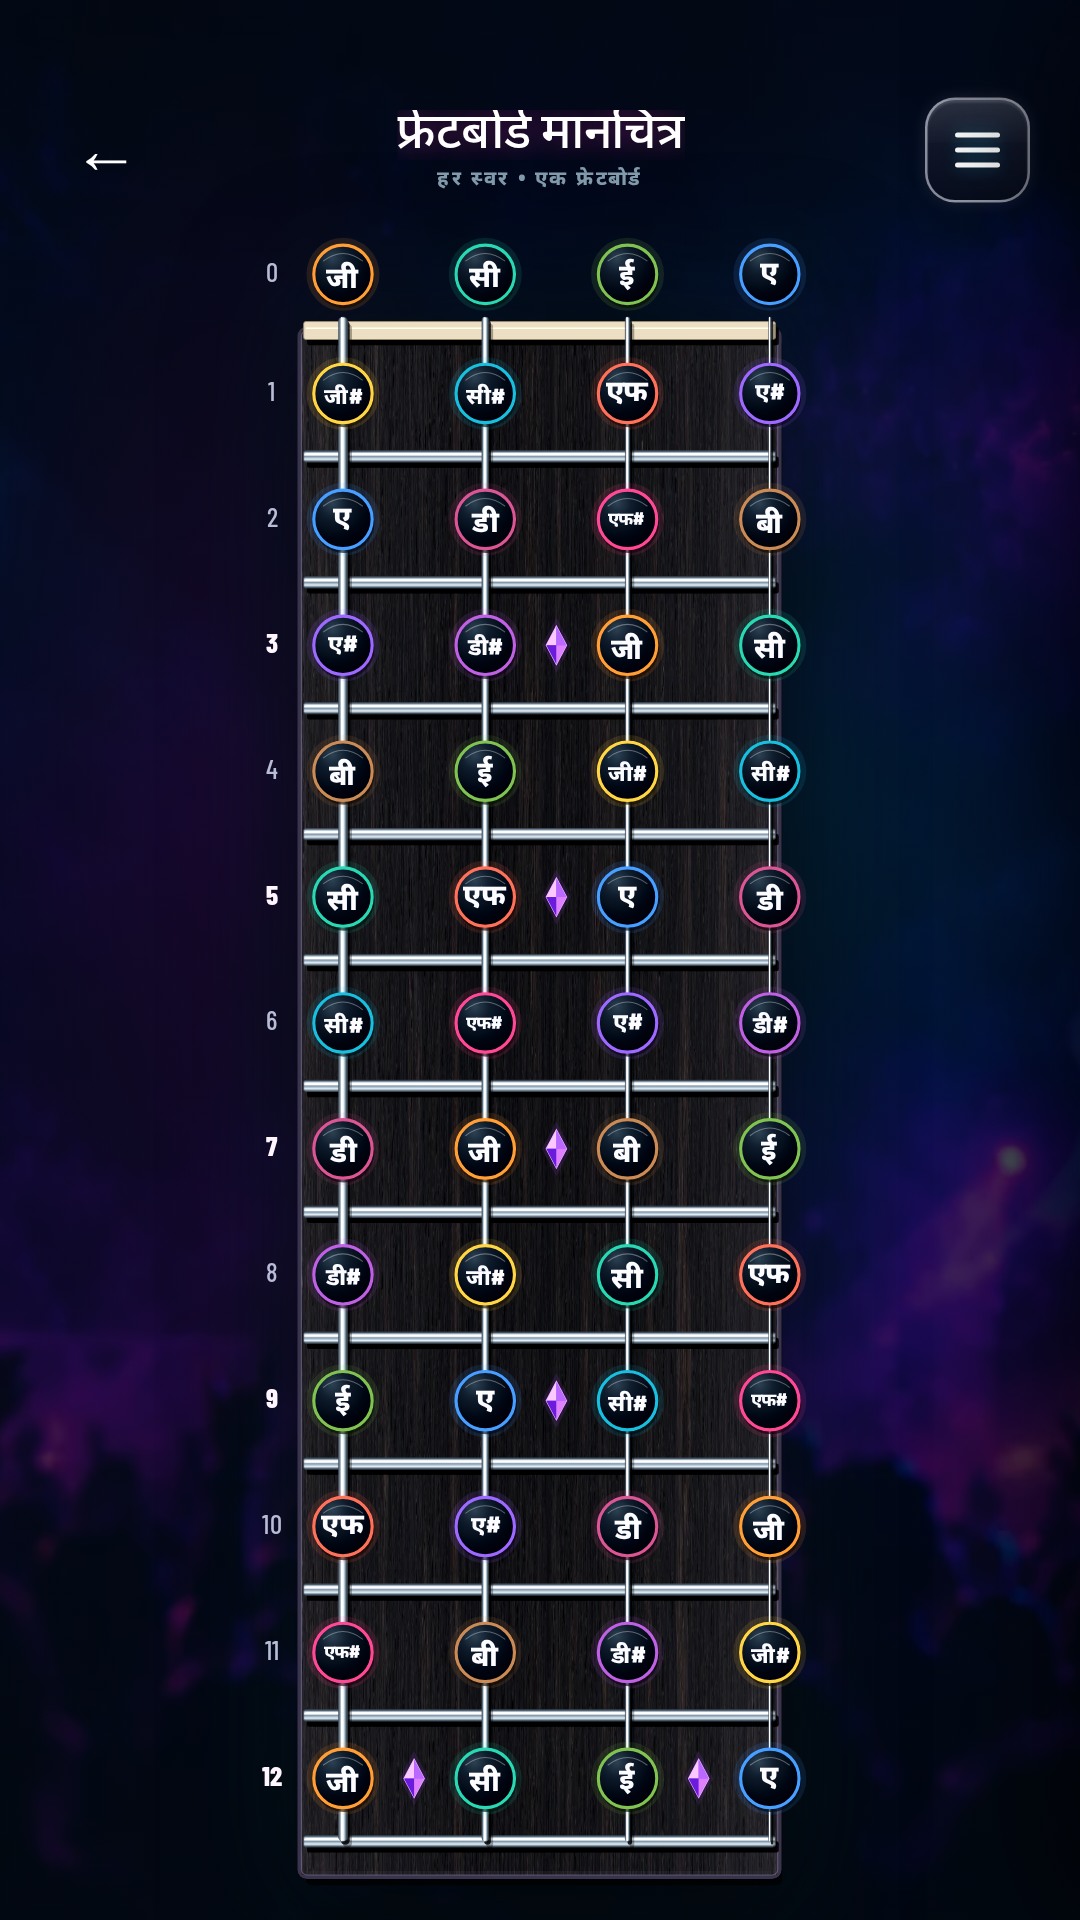 ←
फ्रेटबोर्ड मानचित्र
हर स्वर • एक फ्रेटबोर्ड
0 जी सी ई ए
1 जी# सी# एफ ए#
2 ए डी एफ# बी
3 ए# डी# जी सी
4 बी ई जी# सी#
5 सी एफ ए डी
6 सी# एफ# ए# डी#
7 डी जी बी ई
8 डी# जी# सी एफ
9 ई ए सी# एफ#
10 एफ ए# डी जी
11 एफ# बी डी# जी#
12 जी सी ई ए